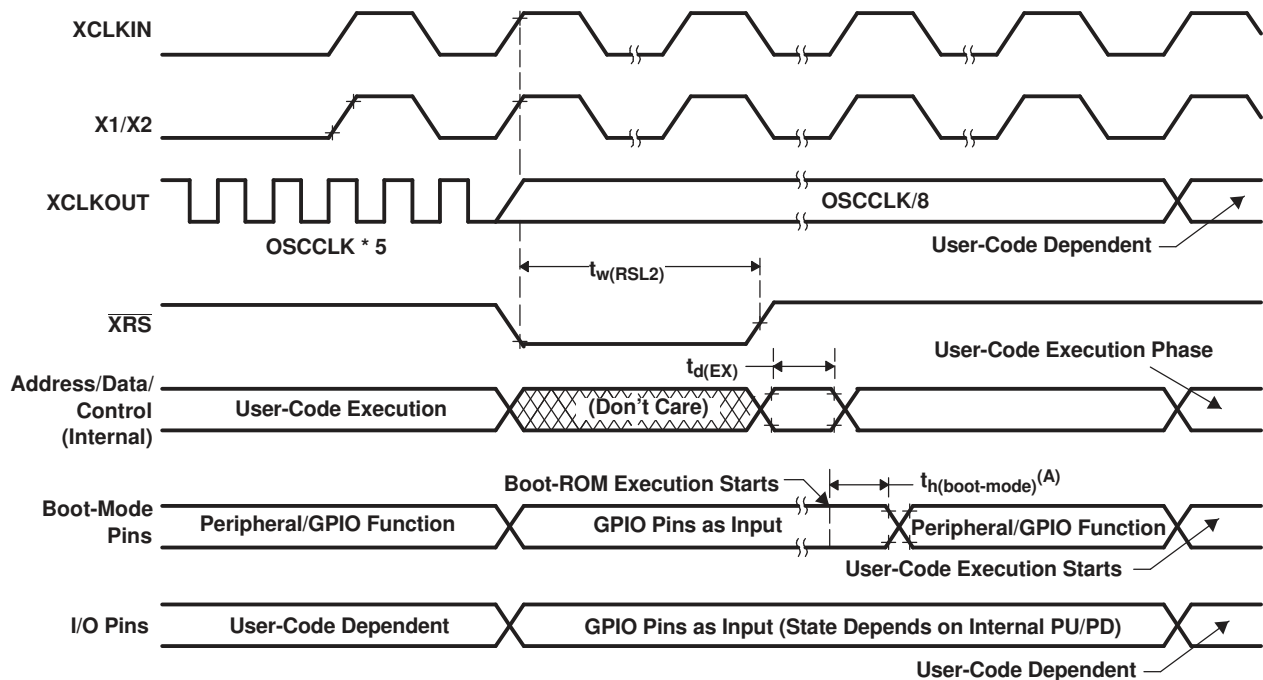 XCLKIN
X1/X2
XCLKOUT
OSCCLK * 5
OSCCLK/8
User-Code Dependent
tw(RSL2)
XRS
User-Code Execution Phase
td(EX)
Address/Data/
Control
(Internal)
User-Code Execution
(Don't Care)
Boot-ROM Execution Starts
th(boot-mode)(A)
Boot-Mode
Pins
Peripheral/GPIO Function
GPIO Pins as Input
Peripheral/GPIO Function
User-Code Execution Starts
I/O Pins
User-Code Dependent
GPIO Pins as Input (State Depends on Internal PU/PD)
User-Code Dependent